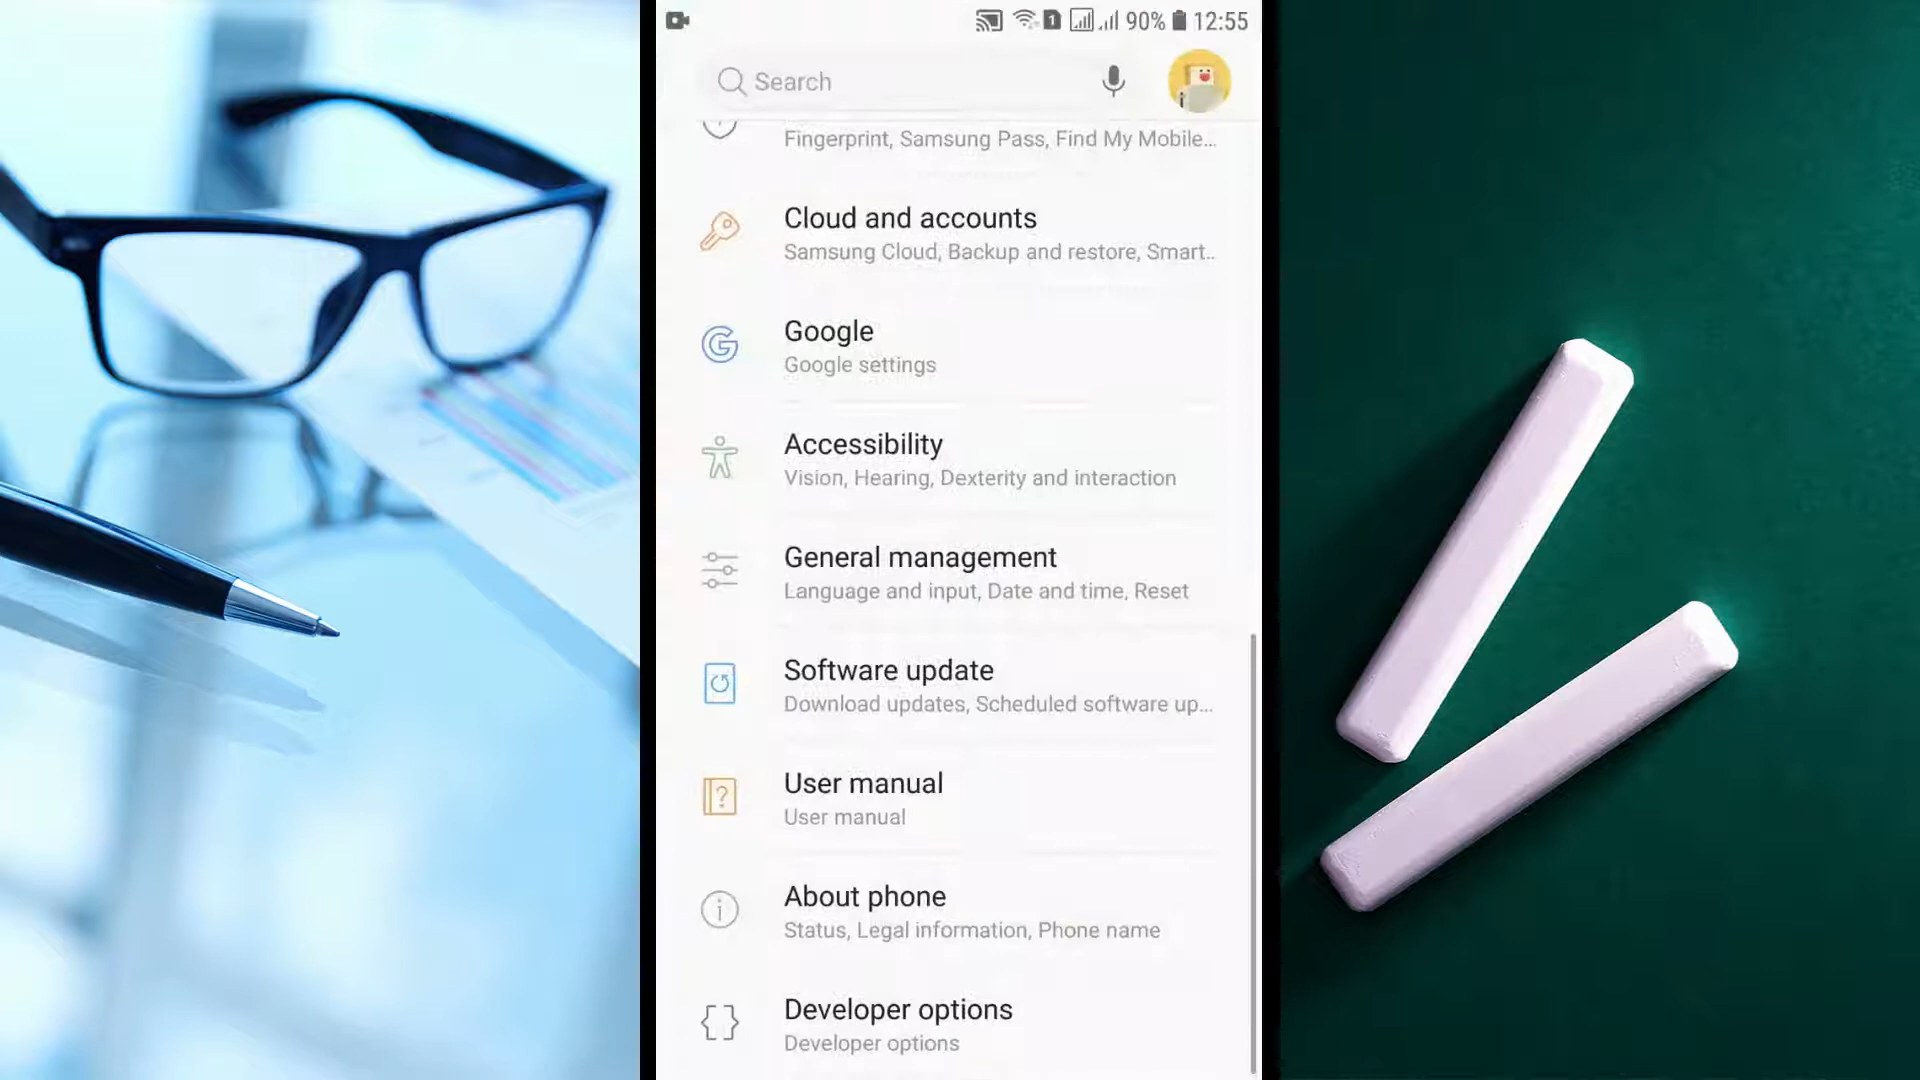 1 90% 12:55
Search
Fingerprint, Samsung Pass, Find My Mobile...
Cloud and accounts
Samsung Cloud, Backup and restore, Smart..
Google
Google settings
Accessibility
Vision, Hearing, Dexterity and interaction
General management
Language and input, Date and time, Reset
Software update
Download updates, Scheduled software up...
User manual
User manual
About phone
Status, Legal information, Phone name
Developer options
Developer options